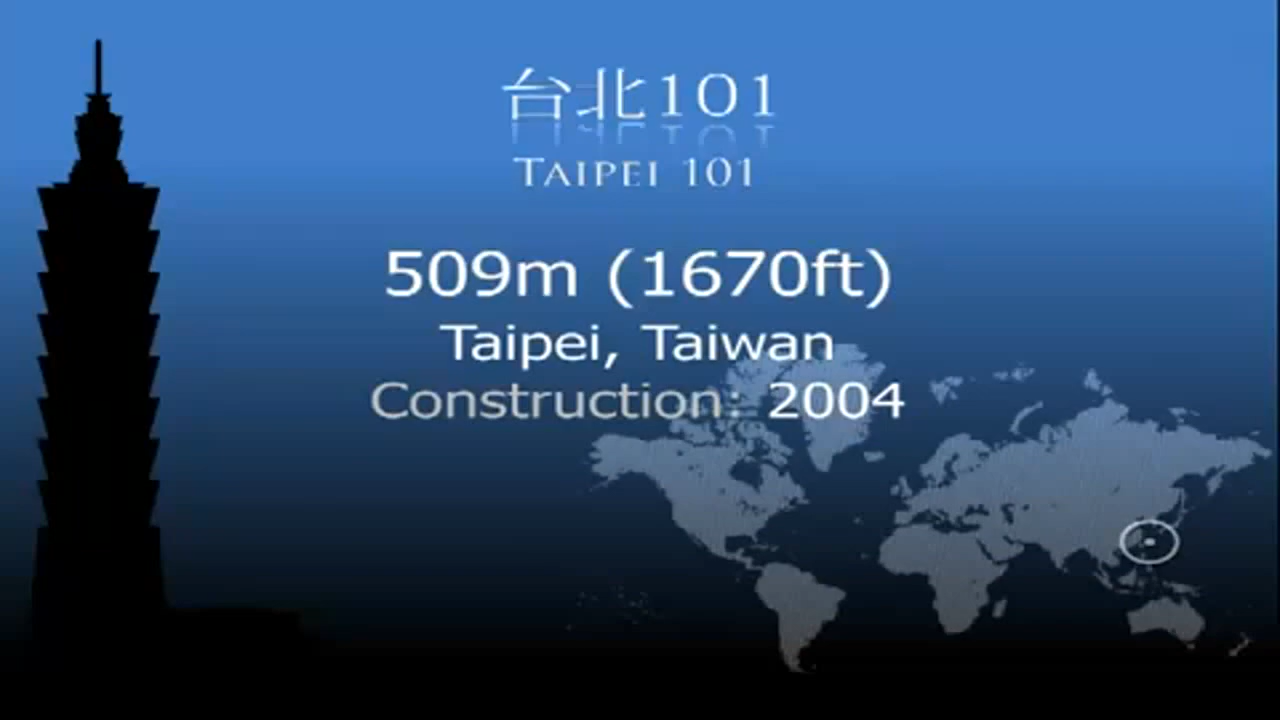 台北101
TAIPEI 101
509m (1670ft)
Taipei, Taiwan
Construction: 2004